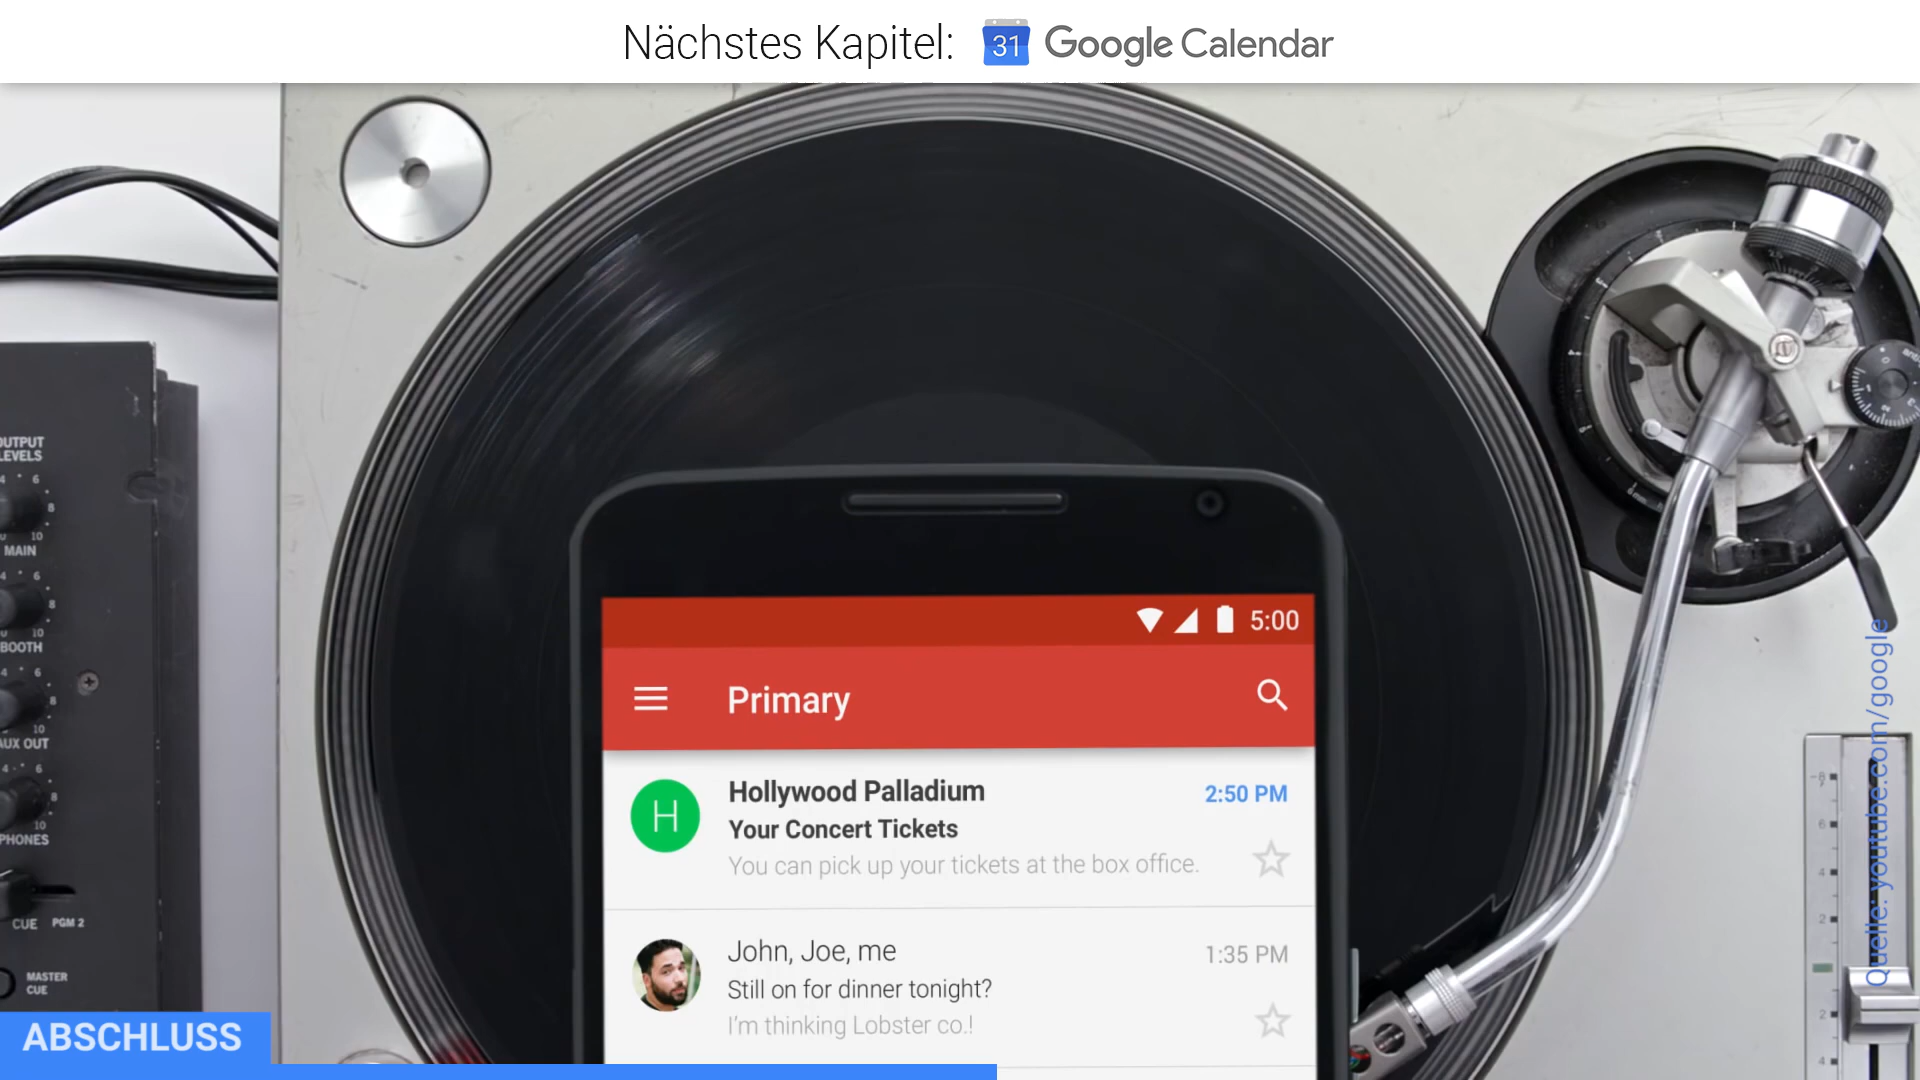 Nächstes Kapitel: 31 Google Calendar
OUTPUT
LEVELS
MAIN
BOOTH
AUX OUT
PHONES
CUE PGM 2
MASTER
CUE
5:00
Primary
H
Hollywood Palladium 2:50 PM
Your Concert Tickets
You can pick up your tickets at the box office.
John, Joe, me 1:35 PM
Still on for dinner tonight?
I'm thinking Lobster co.!
Quelle: youtube.com/google
ABSCHLUSS